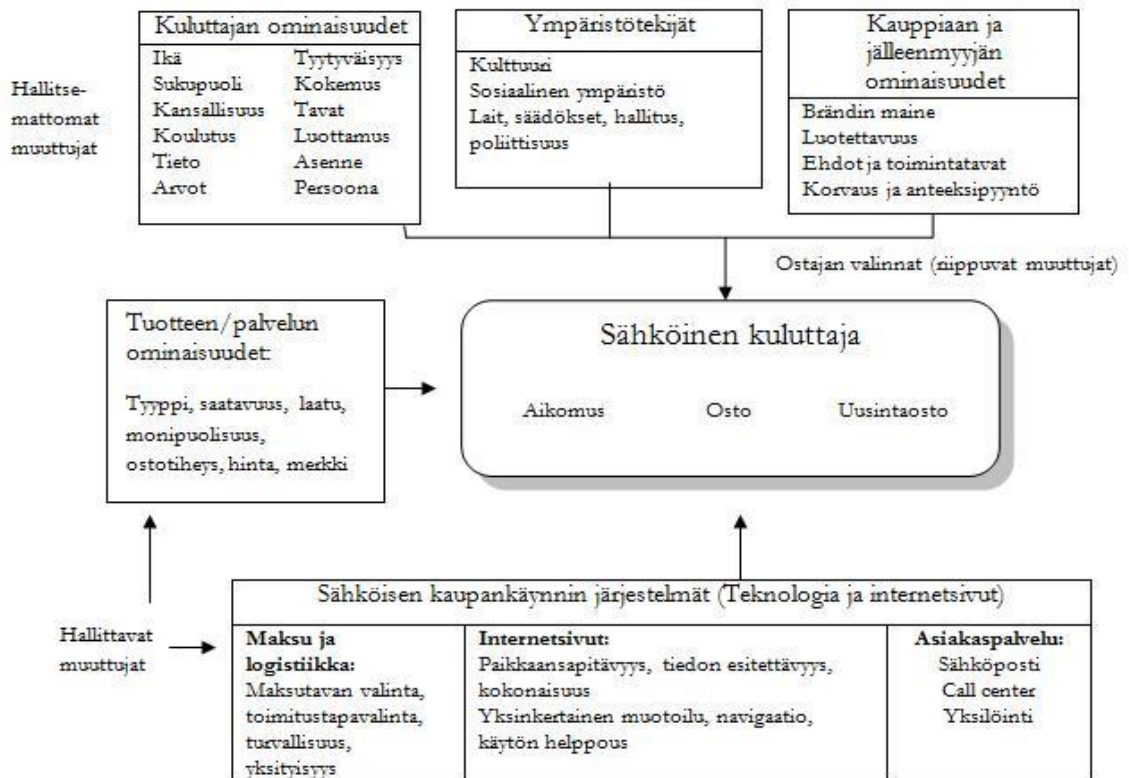 Hallitse-
mattomat
muuttujat
Kuluttajan ominaisuudet
Ikä Tyytyväisyys
Sukupuoli Kokemus
Kansallisuus Tavat
Koulutus Luottamus
Tieto Asenne
Arvot Persoona
Ympäristötekijät
Kulttuuri
Sosiaalinen ympäristö
Lait, säädökset, hallitus,
poliittisuus
Kauppiaan ja
jälleenmyyjän
ominaisuudet
Brändin maine
Luotettavuus
Ehdot ja toimintatavat
Korvaus ja anteeksipyyntö
Ostajan valinnat (riippuvat muuttujat)
Tuotteen/palvelun
ominaisuudet:
Tyyppi, saatavuus, laatu,
monipuolisuus,
ostotiheys, hinta, merkki
Sähköinen kuluttaja
Aikomus Osto Uusintaosto
Hallittavat
muuttujat
Sähköisen kaupankäynnin järjestelmät (Teknologia ja internetsivut)
Maksu ja
logistiikka:
Maksutavan valinta,
toimitustapavalinta,
turvallisuus,
yksityisyys
Internetsivut:
Paikkaansapitävyys, tiedon esitettävyys,
kokonaisuus
Yksinkertainen muotoilu, navigaatio,
käytön helppous
Asiakaspalvelu:
Sähköposti
Call center
Yksilöinti